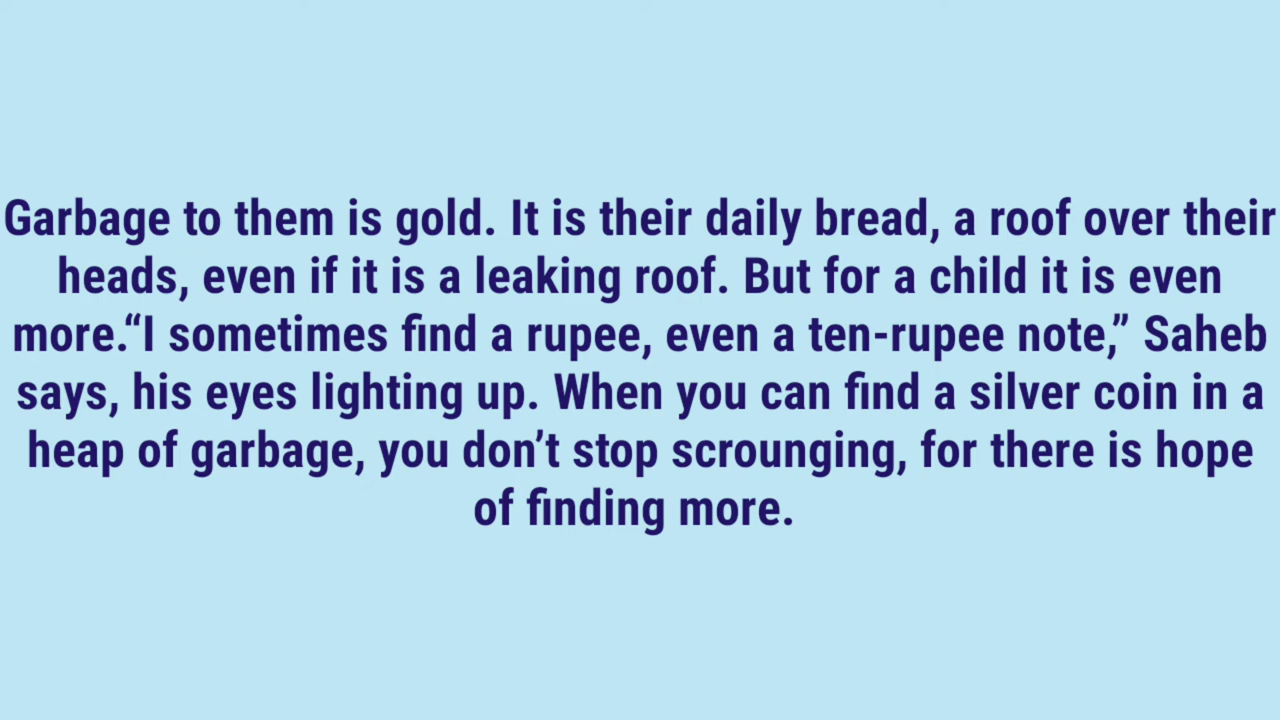 Garbage to them is gold. It is their daily bread, a roof over their
heads, even if it is a leaking roof. But for a child it is even
more.“I sometimes find a rupee, even a ten-rupee note,” Saheb
says, his eyes lighting up. When you can find a silver coin in a
heap of garbage, you don’t stop scrounging, for there is hope
of finding more.